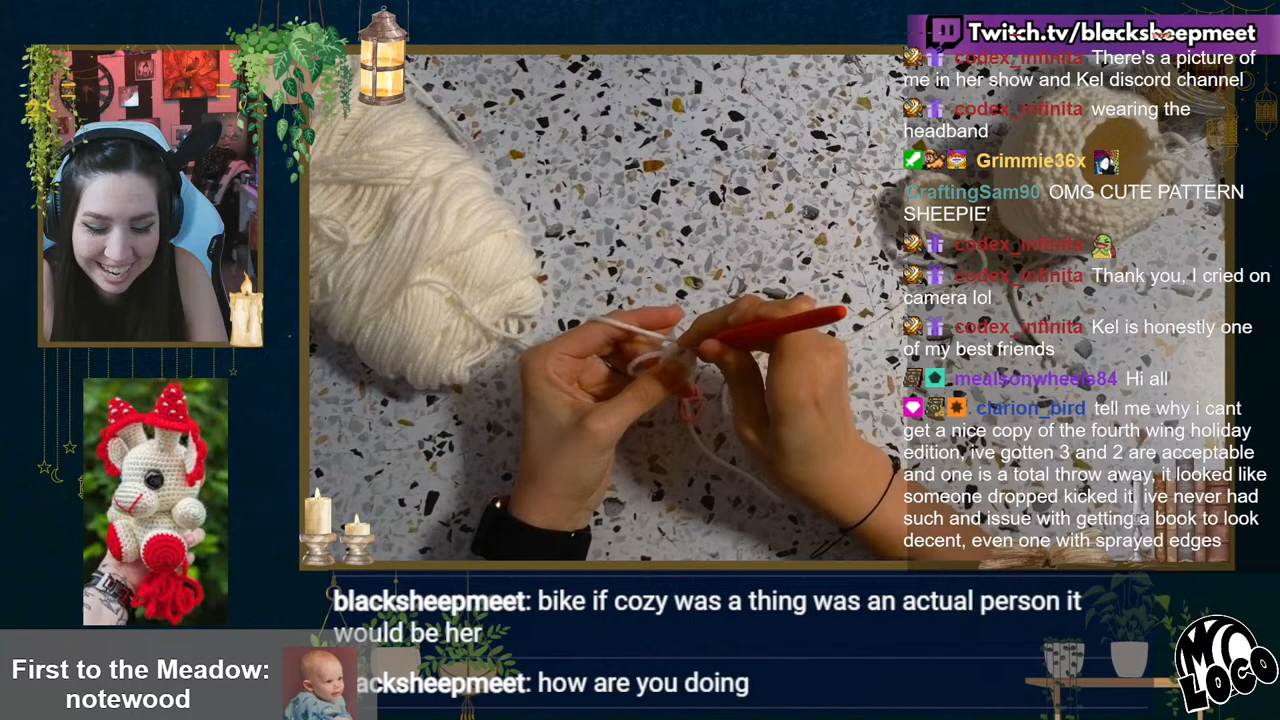 Twitch.tv/blacksheepmeet
codex_infinita There's a picture of
me in her show and Kel discord channel
codex_infinita wearing the
headband
Grimmie36x
CraftingSam90 OMG CUTE PATTERN
SHEEPIE'
codex_infinita
codex_infinita Thank you, I cried on
camera lol
codex_infinita Kel is honestly one
of my best friends
mealsonwheels84 Hi all
clarion_bird tell me why i cant
get a nice copy of the fourth wing holiday
edition, ive gotten 3 and 2 are acceptable
and one is a total throw away, it looked like
someone dropped kicked it, ive never had
such and issue with getting a book to look
decent, even one with sprayed edges
blacksheepmeet: bike if cozy was a thing was an actual person it
would be her
acksheepmeet: how are you doing
First to the Meadow:
notewood
MC
LOCO